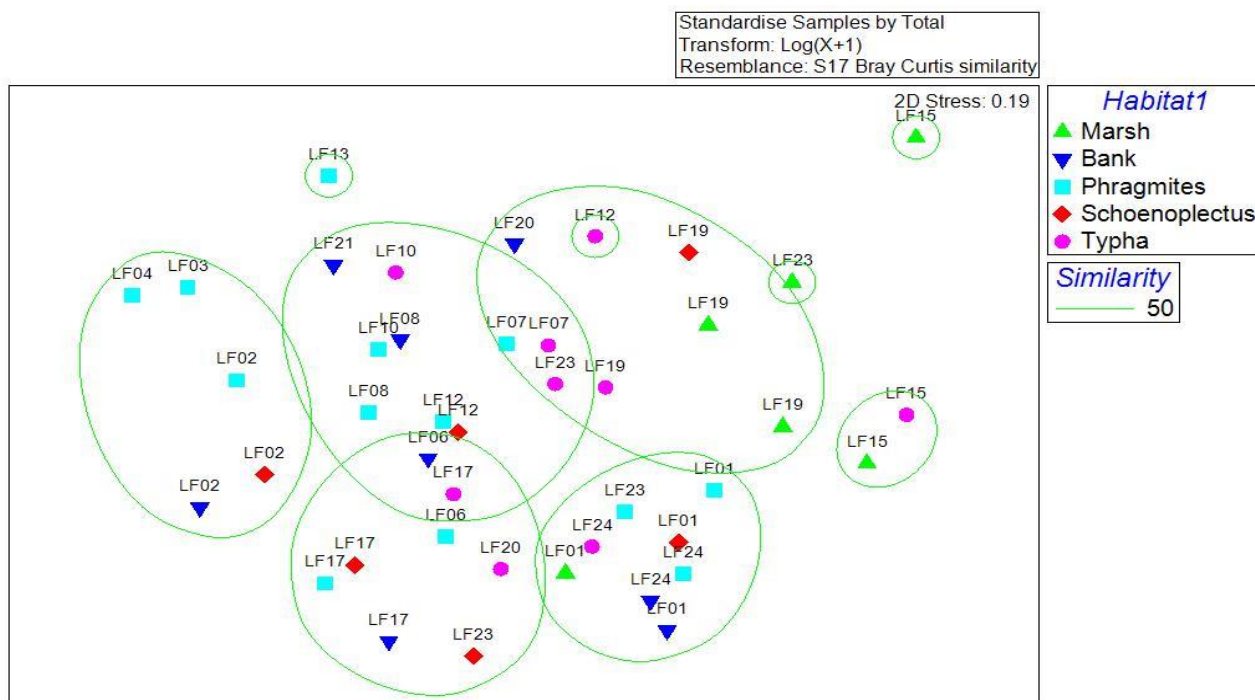 Standardise Samples by Total
Transform: Log(X+1)
Resemblance: S17 Bray Curtis similarity
2D Stress: 0.19
Habitat1
Marsh
Bank
Phragmites
Schoenoplectus
Typha
Similarity
50
LF15
LF13
LF20
LF12
LF19
LF21
LF10
LF23
LF04
LF03
LF19
LF08
LF10
LF07
LF07
LF02
LF23
LF19
LF08
LF12
LF12
LF19
LF15
LF06
LF02
LF15
LF17
LF01
LF02
LF23
LF06
LF24
LF01
LF17
LF20
LF01
LF24
LF17
LF24
LF17
LF01
LF23